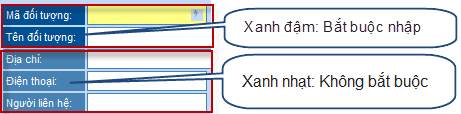 Mã đối tượng:
Xanh đậm: Bắt buộc nhập
Tên đối tượng:
Địa chỉ:
Điện thoại:
Xanh nhạt: Không bắt buộc
Người liên hệ: